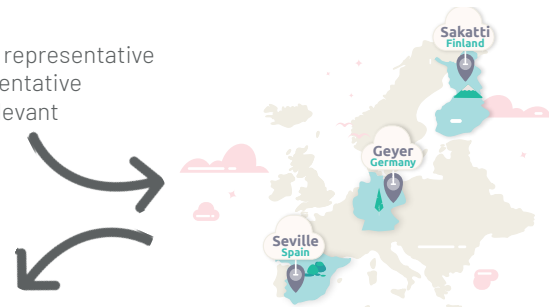 representative
entative
evant
Sakatti
Finland
Geyer
Germany
Seville
Spain